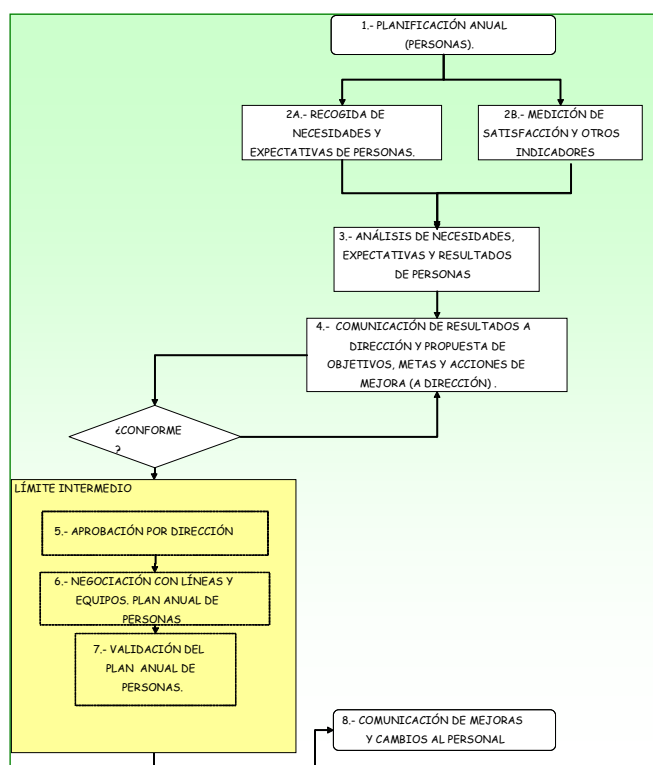 1.- PLANIFICACIÓN ANUAL
(PERSONAS).
2A.- RECOGIDA DE
NECESIDADES Y
EXPECTATIVAS DE PERSONAS.
2B.- MEDICIÓN DE
SATISFACCIÓN Y OTROS
INDICADORES
3.- ANÁLISIS DE NECESIDADES,
EXPECTATIVAS Y RESULTADOS
DE PERSONAS
4.- COMUNICACIÓN DE RESULTADOS A
DIRECCIÓN Y PROPUESTA DE
OBJETIVOS, METAS Y ACCIONES DE
MEJORA (A DIRECCIÓN) .
¿CONFORME
?
LÍMITE INTERMEDIO
5.- APROBACIÓN POR DIRECCIÓN
6.- NEGOCIACIÓN CON LÍNEAS Y
EQUIPOS. PLAN ANUAL DE
PERSONAS
7.- VALIDACIÓN DEL
PLAN ANUAL DE
PERSONAS.
8.- COMUNICACIÓN DE MEJORAS
Y CAMBIOS AL PERSONAL